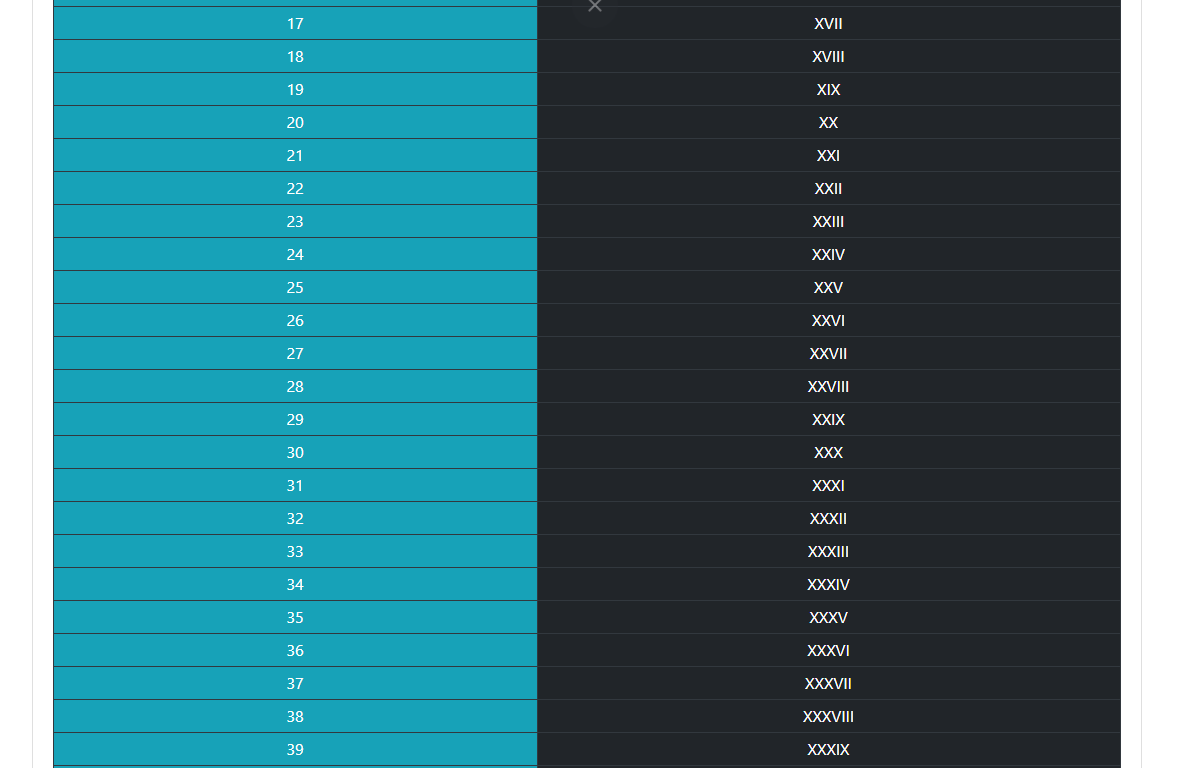 17 XVII
18 XVIII
19 XIX
20 XX
21 XXI
22 XXII
23 XXIII
24 XXIV
25 XXV
26 XXVI
27 XXVII
28 XXVIII
29 XXIX
30 XXX
31 XXXI
32 XXXII
33 XXXIII
34 XXXIV
35 XXXV
36 XXXVI
37 XXXVII
38 XXXVIII
39 XXXIX